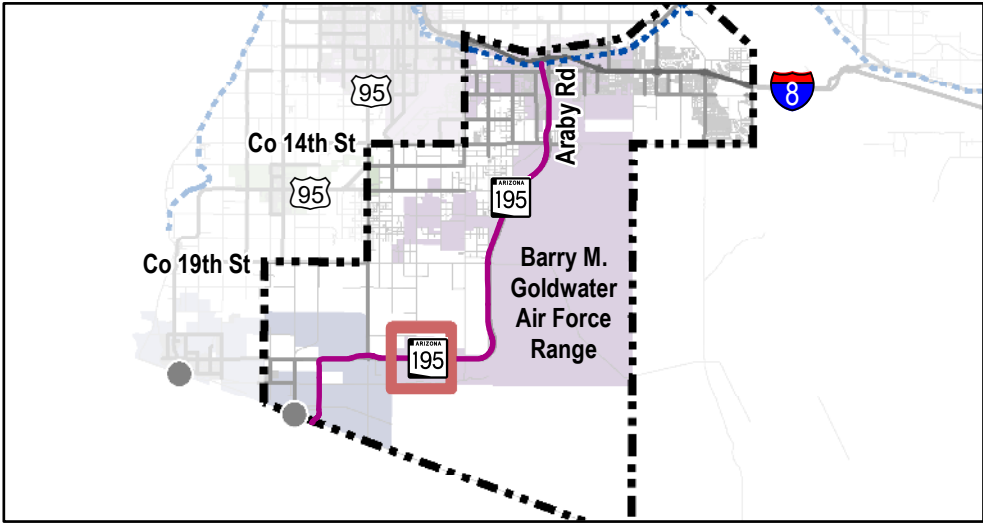 95
8
Araby Rd
Co 14th St
95
ARIZONA
195
Co 19th St
Barry M.
Goldwater
Air Force
Range
ARIZONA
195